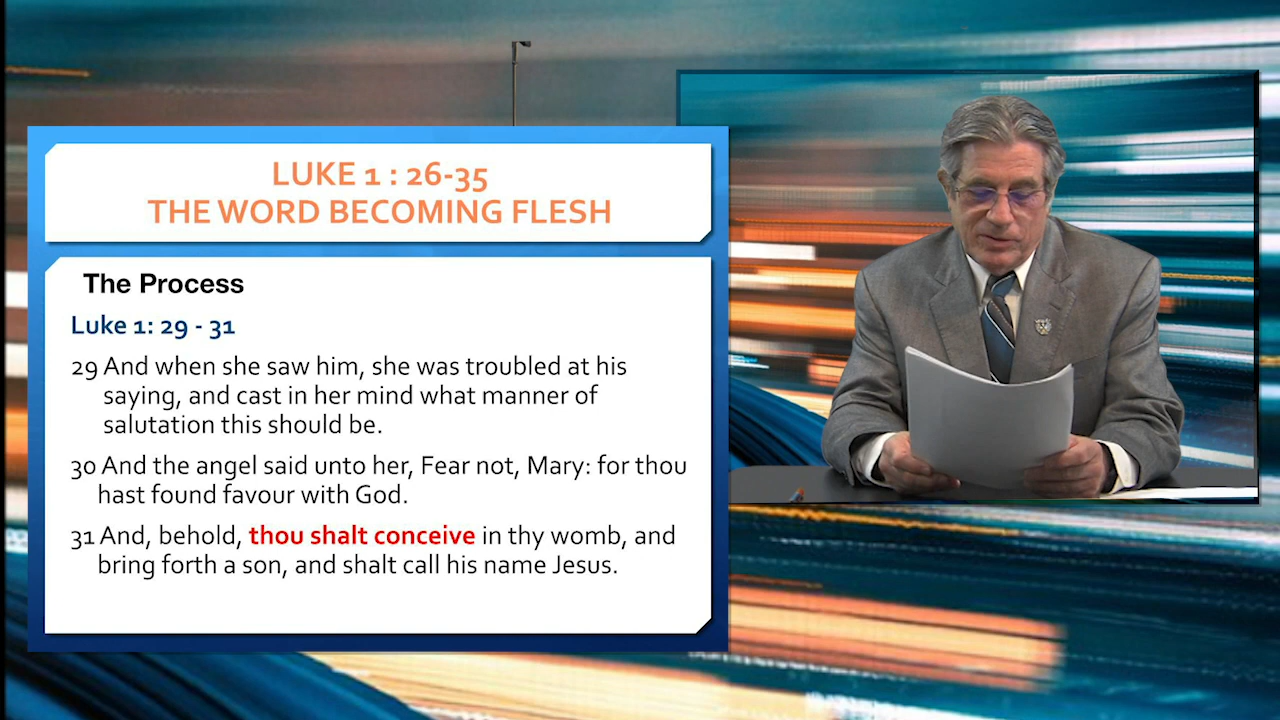 LUKE 1 : 26-35
THE WORD BECOMING FLESH
The Process
Luke 1: 29 - 31
29 And when she saw him, she was troubled at his
saying, and cast in her mind what manner of
salutation this should be.
30 And the angel said unto her, Fear not, Mary: for thou
hast found favour with God.
31 And, behold, thou shalt conceive in thy womb, and
bring forth a son, and shalt call his name Jesus.